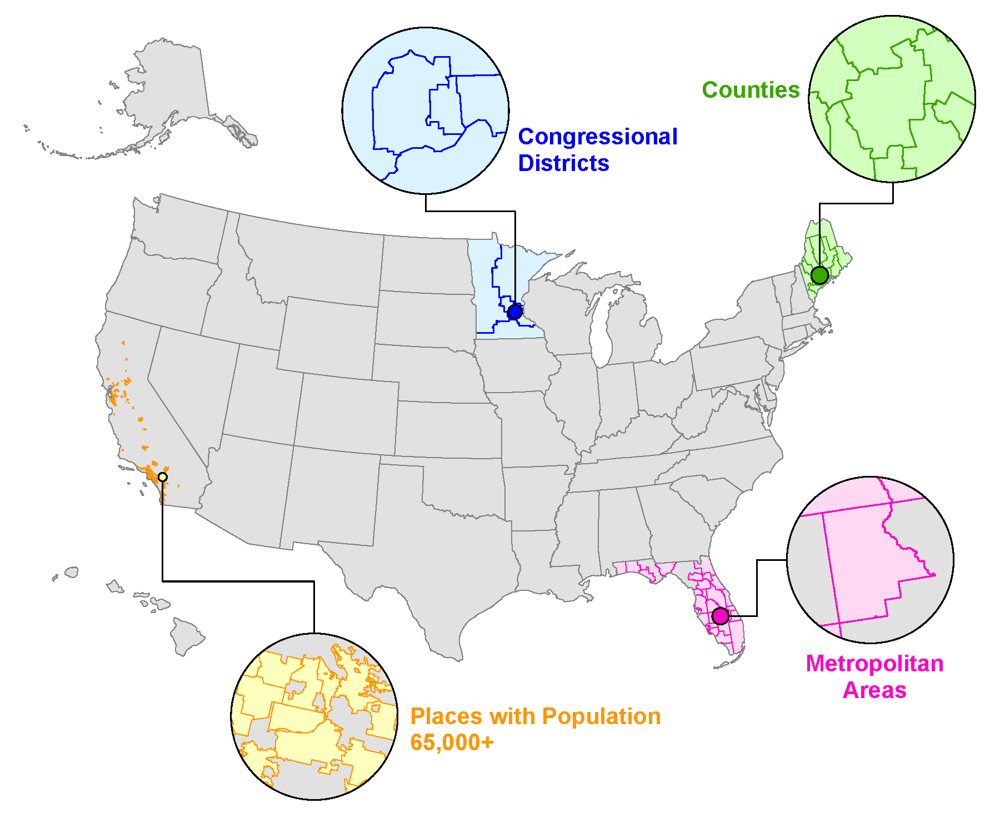 Counties
Congressional
Districts
Metropolitan
Areas
Places with Population
65,000+